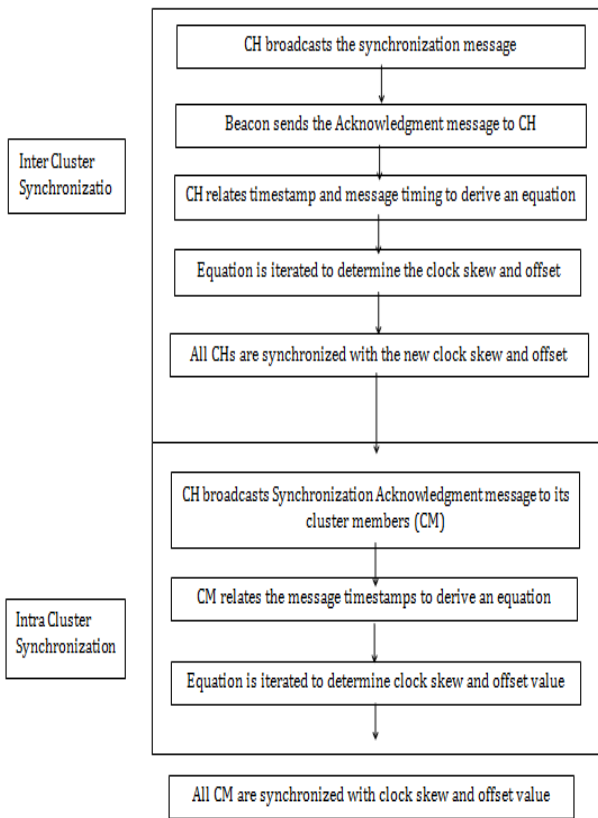 CH broadcasts the synchronization message
Beacon sends the Acknowledgment message to CH
Inter Cluster
Synchronizatio
CH relates timestamp and message timing to derive an equation
Equation is iterated to determine the clock skew and offset
All CHs are synchronized with the new clock skew and offset
CH broadcasts Synchronization Acknowledgment message to its
cluster members (CM)
CM relates the message timestamps to derive an equation
Intra Cluster
Synchronization
Equation is iterated to determine clock skew and offset value
All CM are synchronized with clock skew and offset value